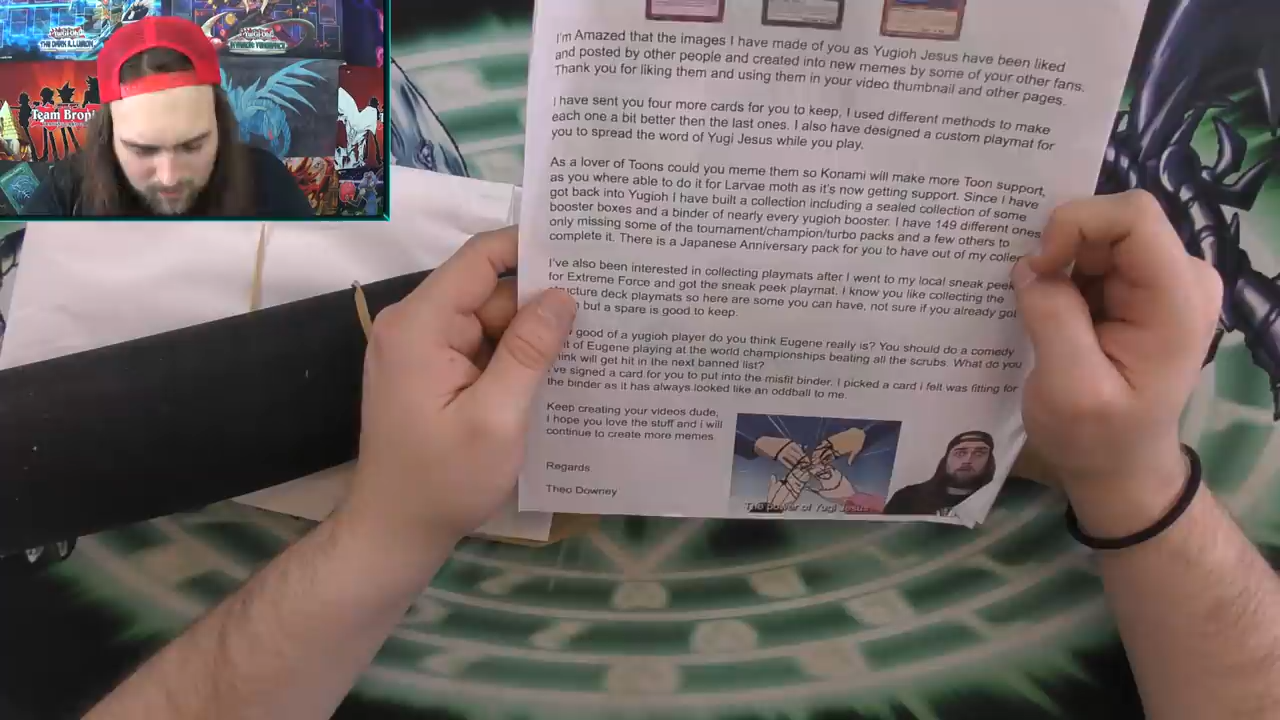 THE DARK ILLUSION
MAXIMUM VENGEANCE
Team Brop
I'm Amazed that the images I have made of you as Yugioh Jesus have been liked
and posted by other people and created into new memes by some of your other fans.
Thank you for liking them and using them in your video thumbnail and other pages.
I have sent you four more cards for you to keep, I used different methods to make
each one a bit better then the last ones. I also have designed a custom playmat for
you to spread the word of Yugi Jesus while you play.
As a lover of Toons could you meme them so Konami will make more Toon support,
as you where able to do it for Larvae moth as it's now getting support. Since I have
got back into Yugioh I have built a collection including a sealed collection of some
booster boxes and a binder of nearly every yugioh booster. I have 149 different ones
only missing some of the tournament/champion/turbo packs and a few others to
complete it. There is a Japanese Anniversary pack for you to have out of my collec
I've also been interested in collecting playmats after I went to my local sneak peek
for Extreme Force and got the sneak peek playmat. I know you like collecting the
ructure deck playmats so here are some you can have, not sure if you already got
but a spare is good to keep.
good of a yugioh player do you think Eugene really is? You should do a comedy
of Eugene playing at the world championships beating all the scrubs. What do you
ink will get hit in the next banned list?
I've signed a card for you to put into the misfit binder, I picked a card i felt was fitting for
the binder as it has always looked like an oddball to me.
Keep creating your videos dude,
I hope you love the stuff and i will
continue to create more memes
Regards
Theo Downey
The power of Yugi Jesus